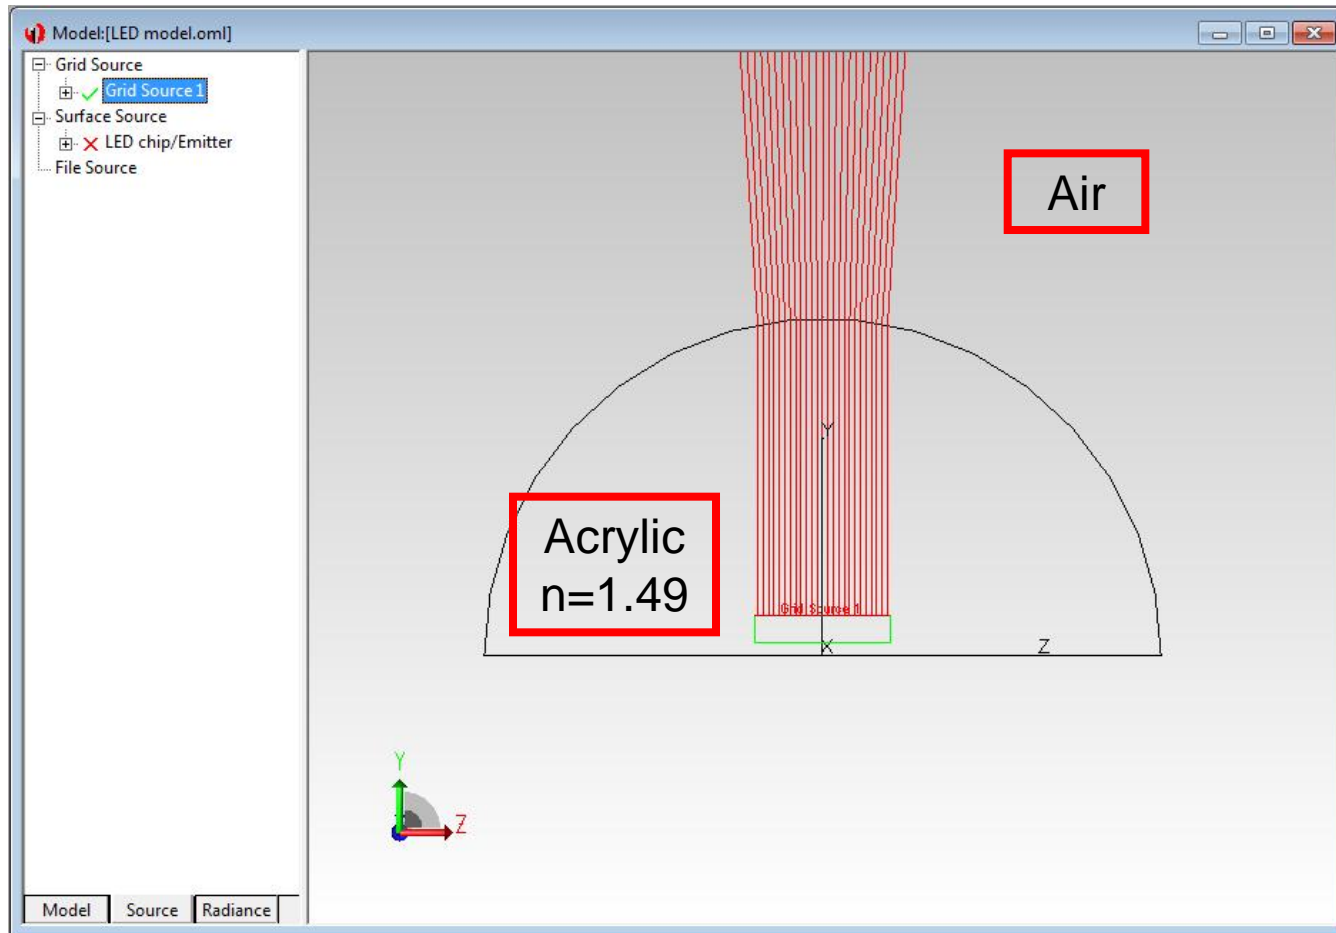 Model:[LED model.oml]
Grid Source
Grid Source 1
Surface Source
LED chip/Emitter
File Source
Air
Y
Acrylic
n=1.49
Grid Source 1
X
Z
Y
Z
Model Source Radiance